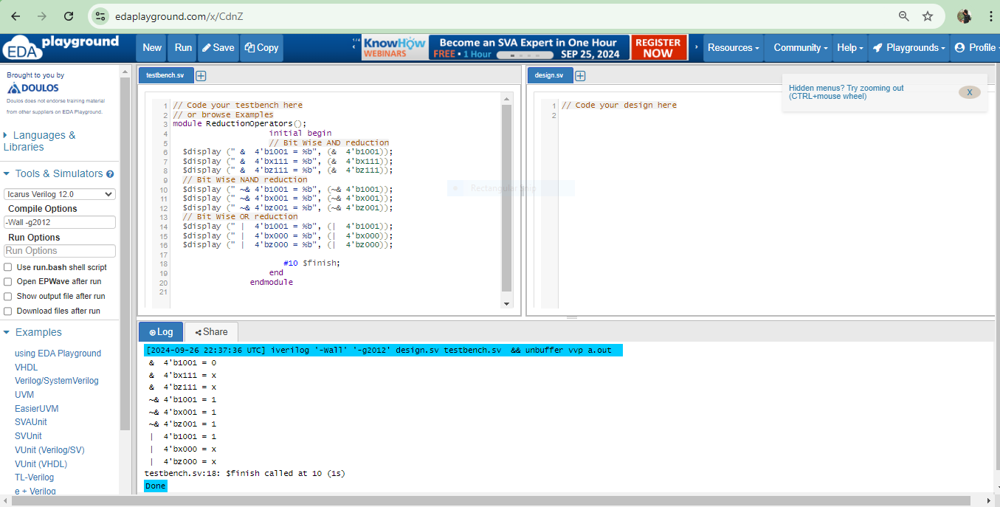 edaplayground.com/x/CdnZ
EDA playground
New
Run
Save
Copy
1/4
KnowHow
WEBINARS
Become an SVA Expert in One Hour
FREE • 1 Hour
SEP 25, 2024
REGISTER
NOW
Resources
Community
Help
Playgrounds
Profile
Brought to you by
DOULOS
Doulos does not endorse training material
from other suppliers on EDA Playground.
Languages &
Libraries
Tools & Simulators
Icarus Verilog 12.0
Compile Options
-Wall -g2012
Run Options
Run Options
Use run.bash shell script
Open EPWave after run
Show output file after run
Download files after run
Examples
using EDA Playground
VHDL
Verilog/SystemVerilog
UVM
EasierUVM
SVAUnit
SVUnit
VUnit (Verilog/SV)
VUnit (VHDL)
TL-Verilog
e + Verilog
testbench.sv
1 // Code your testbench here
2 // or browse Examples
3 module ReductionOperators();
4 initial begin
5 // Bit Wise AND reduction
6 $display (" &  4'b1001 = %b", (&  4'b1001));
7 $display (" &  4'bx111 = %b", (&  4'bx111));
8 $display (" &  4'bz111 = %b", (&  4'bz111));
9 // Bit Wise NAND reduction
10 $display (" ~& 4'b1001 = %b", (~& 4'b1001));
11 $display (" ~& 4'bx001 = %b", (~& 4'bx001));
12 $display (" ~& 4'bz001 = %b", (~& 4'bz001));
13 // Bit Wise OR reduction
14 $display (" |  4'b1001 = %b", (|  4'b1001));
15 $display (" |  4'bx000 = %b", (|  4'bx000));
16 $display (" |  4'bz000 = %b", (|  4'bz000));
17
18 #10 $finish;
19 end
20 endmodule
21
design.sv
1 // Code your design here
2
Hidden menus? Try zooming out
(CTRL+mouse wheel)
X
Rectangular Snip
Log
Share
[2024-09-26 22:37:36 UTC] iverilog '-Wall' '-g2012' design.sv testbench.sv  && unbuffer vvp a.out
&  4'b1001 = 0
&  4'bx111 = x
&  4'bz111 = x
~& 4'b1001 = 1
~& 4'bx001 = 1
~& 4'bz001 = 1
|  4'b1001 = 1
|  4'bx000 = x
|  4'bz000 = x
testbench.sv:18: $finish called at 10 (1s)
Done